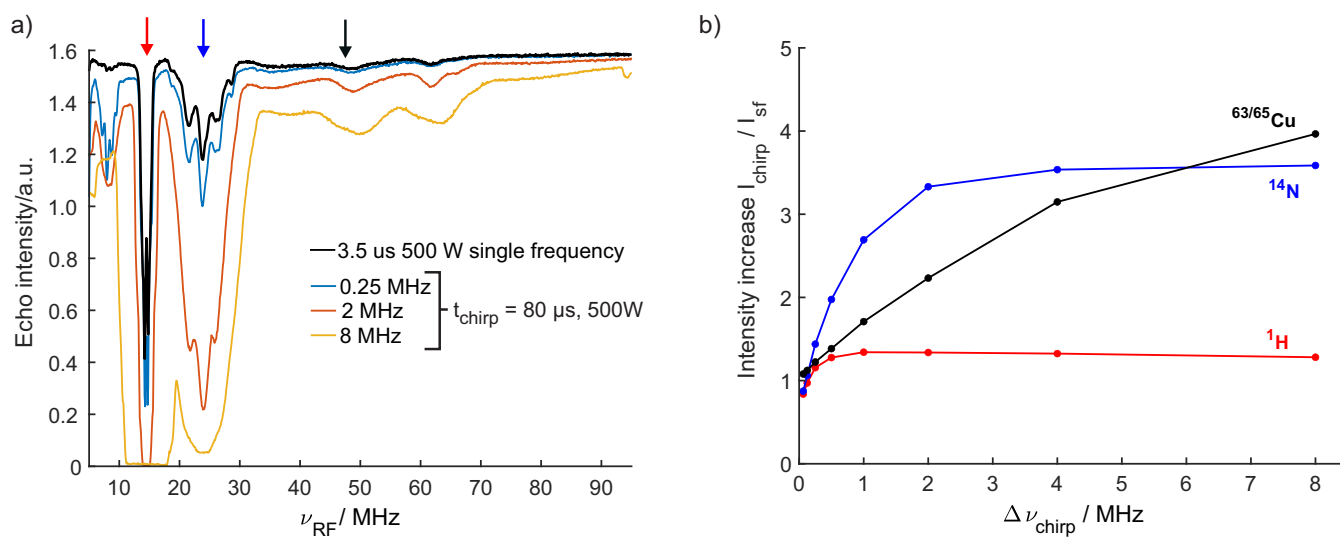 a)
1.6
1.4
1.2
1.0
0.8
0.6
0.4
0.2
0
Echo intensity/a.u.
3.5 us 500 W single frequency
0.25 MHz
2 MHz
8 MHz
t_chirp = 80 µs, 500W
10 20 30 40 50 60 70 80 90
ν_RF / MHz
b)
5
4
3
2
1
0
Intensity increase I_chirp / I_sf
63/65Cu
14N
1H
0 1 2 3 4 5 6 7 8
Δ ν_chirp / MHz